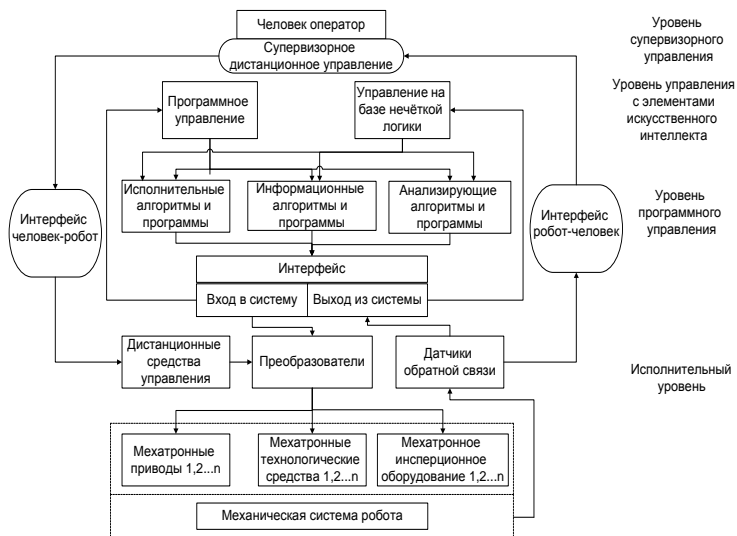 Человек оператор
Супервизорное
дистанционное управление
Уровень
супервизорного
управления
Программное
управление
Управление на
базе нечёткой
логики
Уровень управления
с элементами
искусственного
интеллекта
Интерфейс
человек-робот
Исполнительные
алгоритмы и
программы
Информационные
алгоритмы и
программы
Анализирующие
алгоритмы и
программы
Интерфейс
робот-человек
Уровень
программного
управления
Интерфейс
Вход в систему
Выход из системы
Дистанционные
средства
управления
Преобразователи
Датчики
обратной связи
Исполнительный
уровень
Мехатронные
приводы 1,2...n
Мехатронные
технологические
средства 1,2...n
Мехатронное
инсперционное
оборудование 1,2...n
Механическая система робота